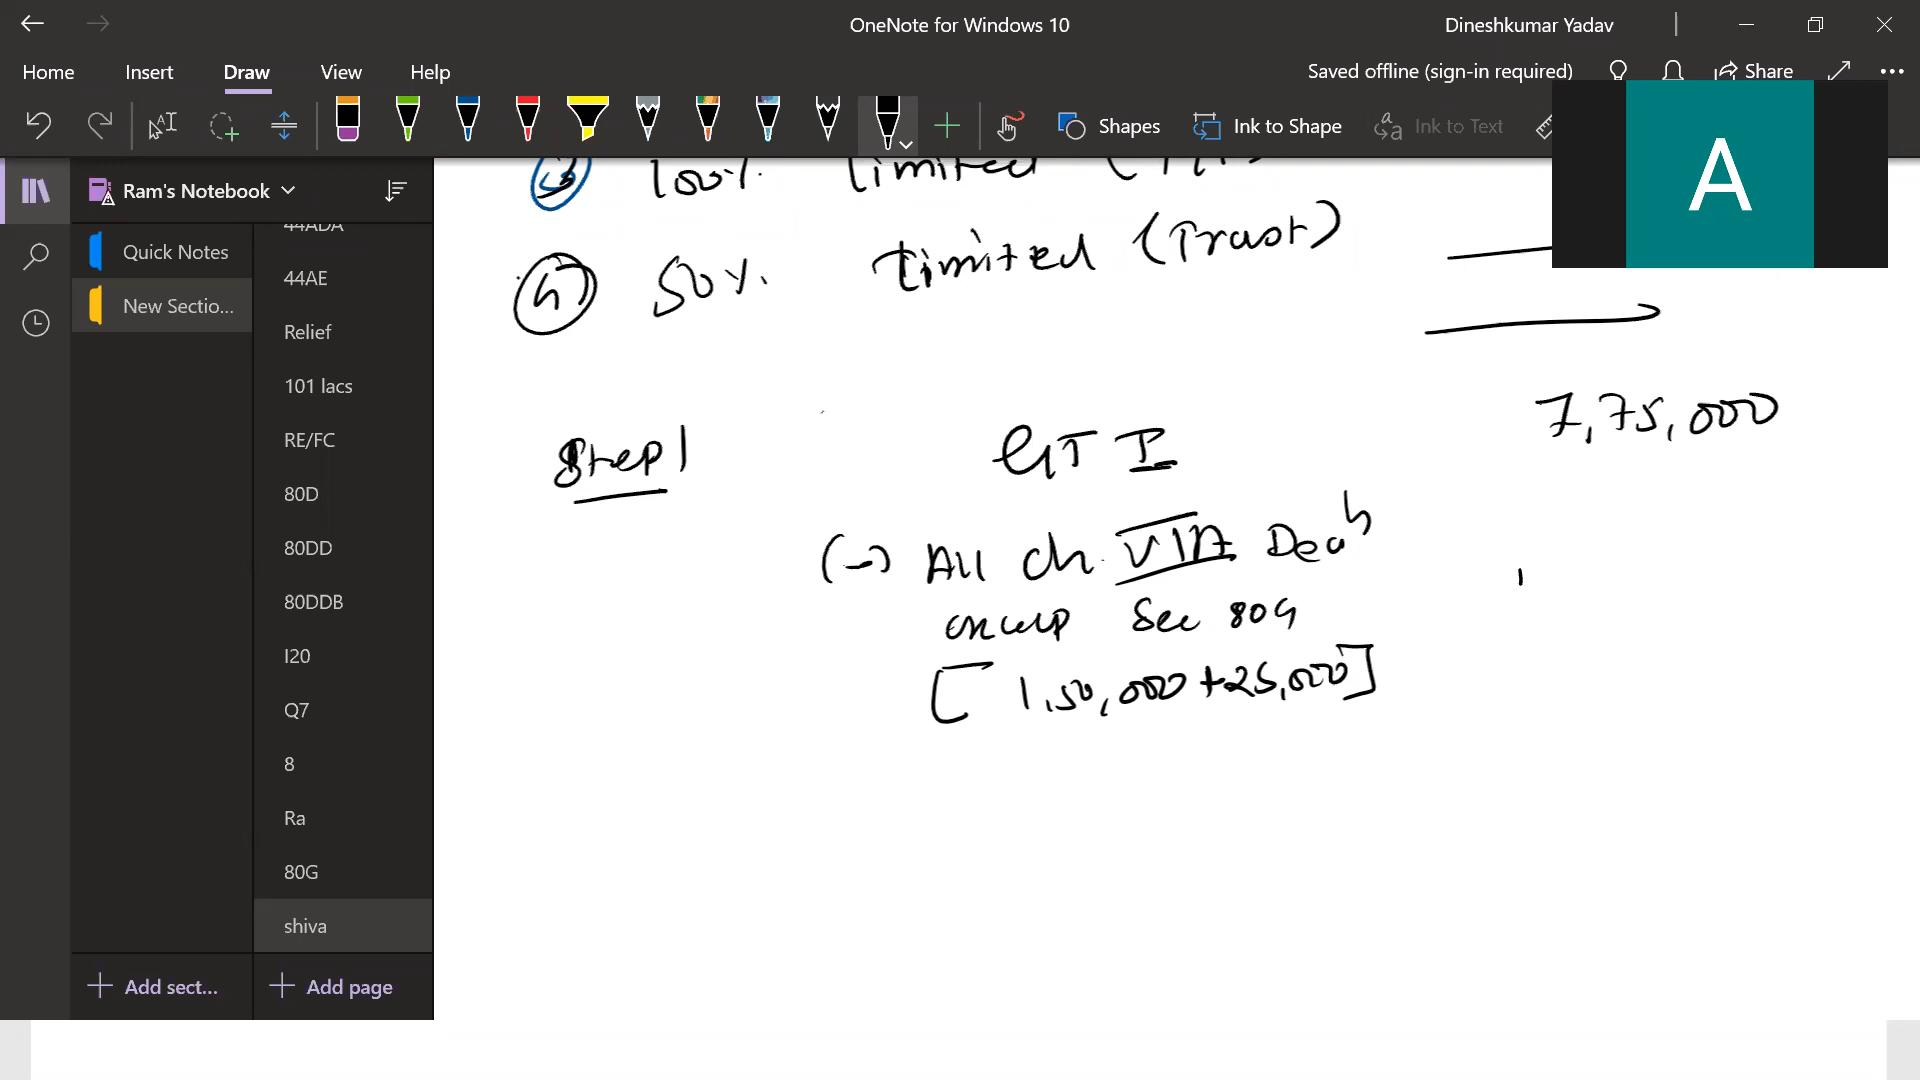 OneNote for Windows 10
Dineshkumar Yadav
Home Insert Draw View Help
Saved offline (sign-in required)
Share
Shapes
Ink to Shape
Ink to Text
A
Ram's Notebook
Quick Notes
New Sectio...
44ADA
44AE
Relief
101 lacs
RE/FC
80D
80DD
80DDB
I20
Q7
8
Ra
80G
shiva
Add sect...
Add page
100%. limited
50%. limited (Trust)
Step 1 GTI 7,75,000
(-) All Ch. VIA
Sec 80G
[1,50,000 + 25,000]